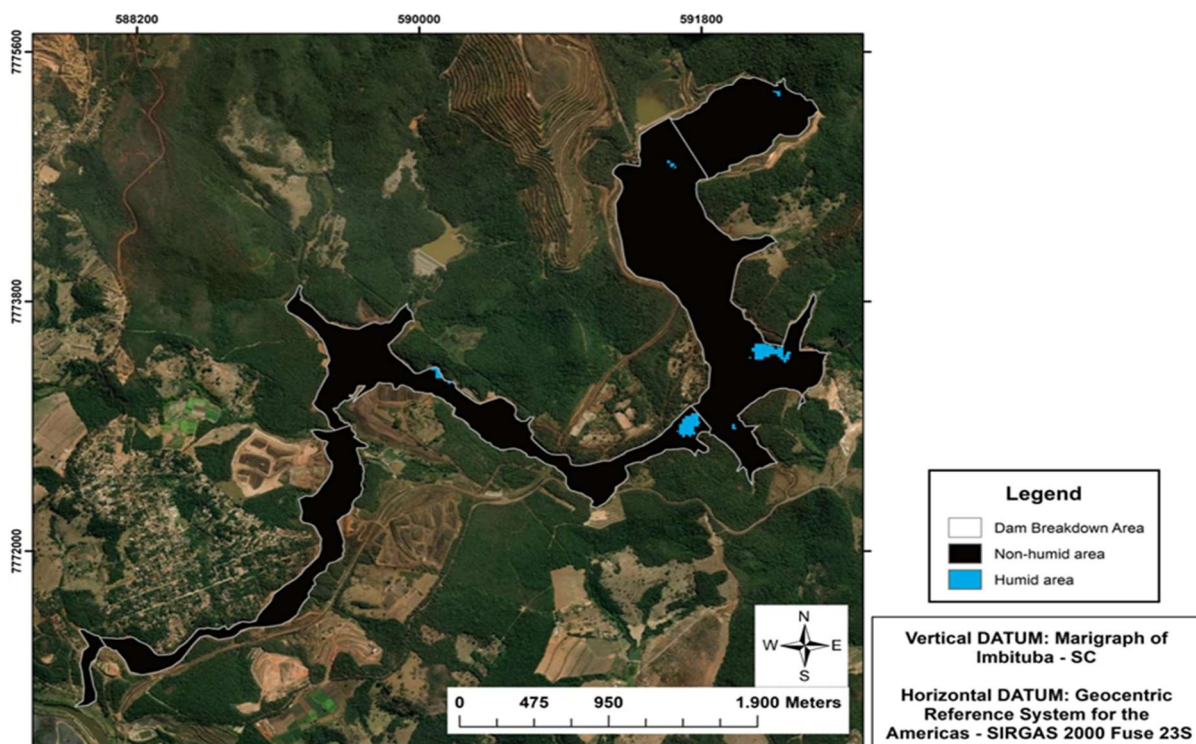 588200
590000
591800
7775600
7773800
7772000
Legend
Dam Breakdown Area
Non-humid area
Humid area
N
W
E
S
0 475 950 1.900 Meters
Vertical DATUM: Marigraph of
Imbituba - SC
Horizontal DATUM: Geocentric
Reference System for the
Americas - SIRGAS 2000 Fuse 23S